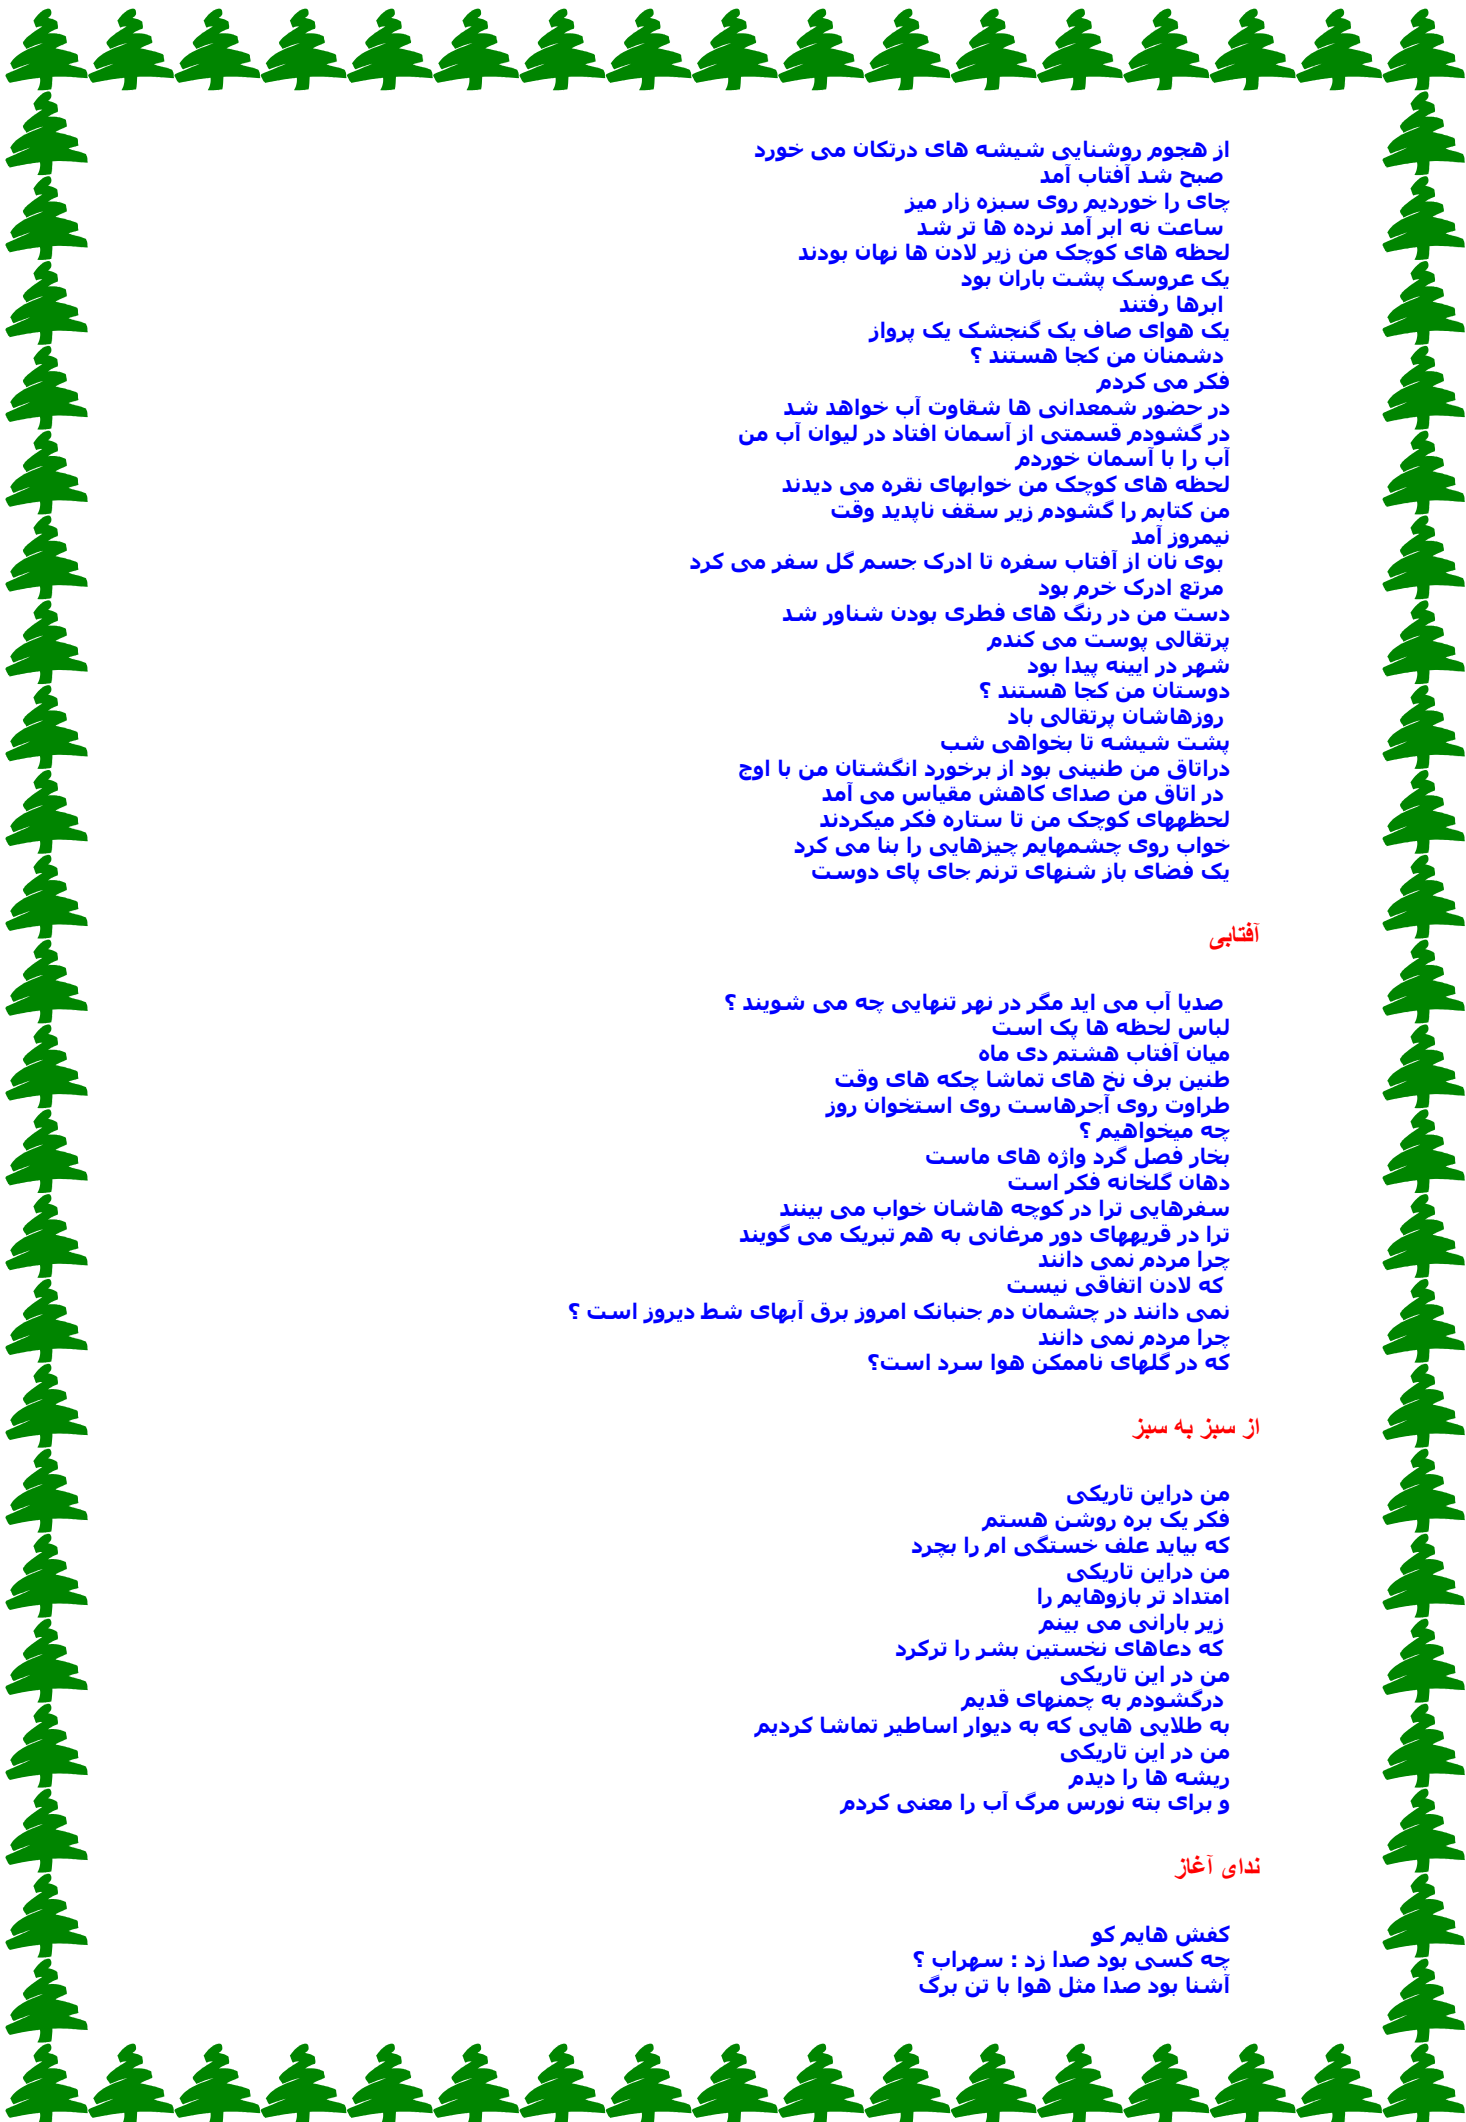 از هجوم روشنایی شیشه های درتکان می خورد
صبح شد آفتاب آمد
چای را خوردیم روی سبزه زار میز
ساعت نه ابر آمد نرده ها تر شد
لحظه های کوچک من زیر لادن ها نهان بودند
یک عروسک پشت باران بود
ابرها رفتند
یک هوای صاف یک گنجشک یک پرواز
دشمنان من کجا هستند ؟
فکر می کردم
در حضور شمعدانی ها شقاوت آب خواهد شد
در گشودم قسمتی از آسمان افتاد در لیوان آب من
آب را با آسمان خوردم
لحظه های کوچک من خوابهای نقره می دیدند
من کتابم را گشودم زیر سقف ناپدید وقت
نیمروز آمد
بوی نان از آفتاب سفره تا ادرک جسم گل سفر می کرد
مرتع ادرک خرم بود
دست من در رنگ های فطری بودن شناور شد
پرتقالی پوست می کندم
شهر در ایینه پیدا بود
دوستان من کجا هستند ؟
روزهاشان پرتقالی باد
پشت شیشه تا بخواهی شب
دراتاق من طنینی بود از برخورد انگشتان من با اوج
در اتاق من صدای کاهش مقیاس می آمد
لحظههای کوچک من تا ستاره فکر میکردند
خواب روی چشمهایم چیزهایی را بنا می کرد
یک فضای باز شنهای ترنم جای پای دوست
آفتابی
صدیا آب می اید مگر در نهر تنهایی چه می شویند ؟
لباس لحظه ها پک است
میان آفتاب هشتم دی ماه
طنین برف نخ های تماشا چکه های وقت
طراوت روی آجرهاست روی استخوان روز
چه میخواهیم ؟
بخار فصل گرد واژه های ماست
دهان گلخانه فکر است
سفرهایی ترا در کوچه هاشان خواب می بینند
ترا در قریههای دور مرغانی به هم تبریک می گویند
چرا مردم نمی دانند
که لادن اتفاقی نیست
نمی دانند در چشمان دم جنبانک امروز برق آبهای شط دیروز است ؟
چرا مردم نمی دانند
که در گلهای ناممکن هوا سرد است؟
از سبز به سبز
من دراین تاریکی
فکر یک بره روشن هستم
که بیاید علف خستگی ام را بچرد
من دراین تاریکی
امتداد تر بازوهایم را
زیر بارانی می بینم
که دعاهای نخستین بشر را ترکرد
من در این تاریکی
درگشودم به چمنهای قدیم
به طلایی هایی که به دیوار اساطیر تماشا کردیم
من در این تاریکی
ریشه ها را دیدم
و برای بته نورس مرگ آب را معنی کردم
ندای آغاز
کفش هایم کو
چه کسی بود صدا زد : سهراب ؟
آشنا بود صدا مثل هوا با تن برگ